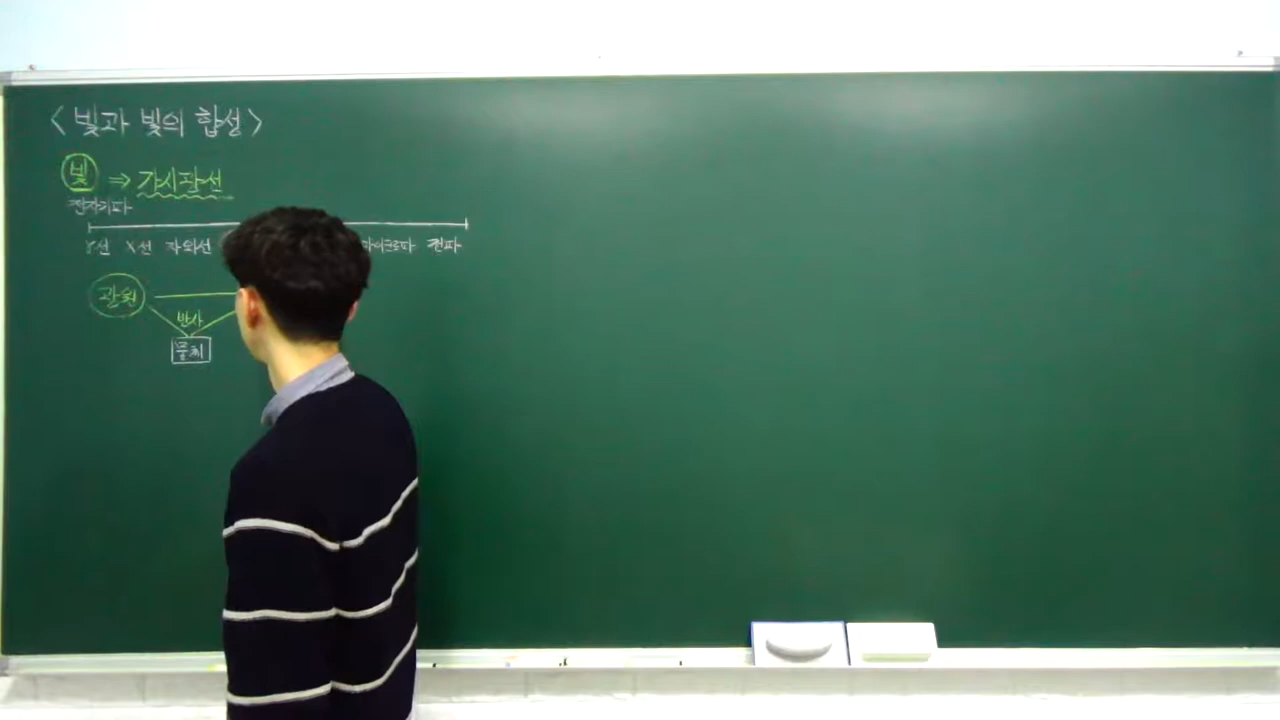 <빛과 빛의 합성>
빛 ⇒ 가시광선
전자기파
γ선 X선 자외선 마이크로파 전파
광원
반사
물체